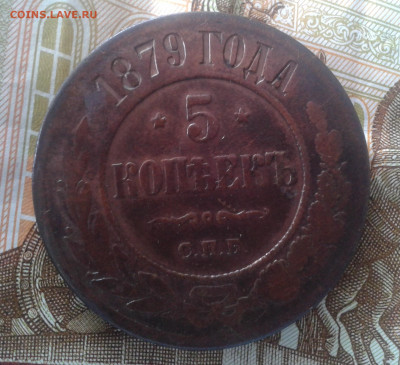 COINS.LAVE.RU
1879 ГОДА
5
КОПѢЕКЪ
С.П.Б.